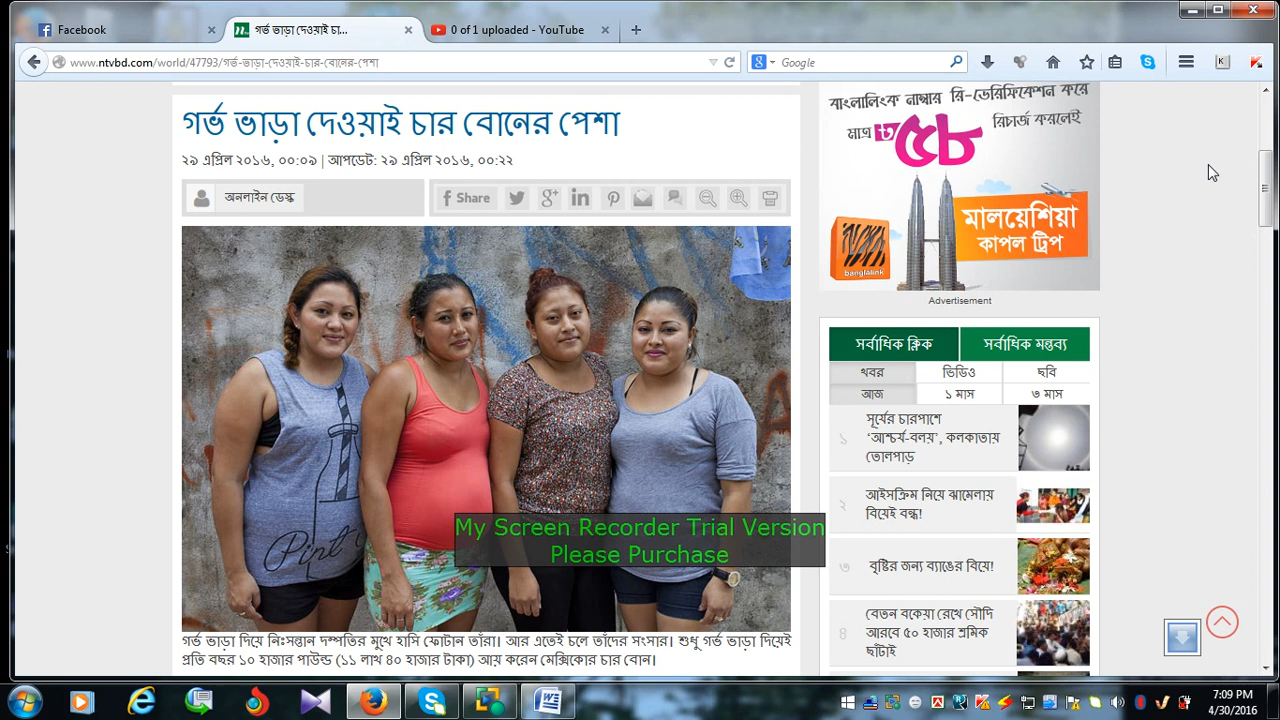 Facebook
গর্ভ ভাড়া দেওয়াই চা...
0 of 1 uploaded - YouTube
www.ntvbd.com/world/47793/গর্ভ-ভাড়া-দেওয়াই-চার-বোনের-পেশা
Google
গর্ভ ভাড়া দেওয়াই চার বোনের পেশা
২৯ এপ্রিল ২০১৬, ০০:০৯ | আপডেট: ২৯ এপ্রিল ২০১৬, ০০:২২
অনলাইন ডেস্ক
Share
My Screen Recorder Trial Version
Please Purchase
গর্ভ ভাড়া দিয়ে নিঃসন্তান দম্পতির মুখে হাসি ফোটান তাঁরা। আর এতেই চলে তাঁদের সংসার। শুধু গর্ভ ভাড়া দিয়েই
প্রতি বছর ১০ হাজার পাউন্ড (১১ লাখ ৪০ হাজার টাকা) আয় করেন মেক্সিকোর চার বোন।
বাংলালিংক নাম্বার রি-ভেরিফিকেশন করে
মাত্র ৳৫৮ রিচার্জ করলেই
মালয়েশিয়া
কাপল ট্রিপ
banglalink
Advertisement
সর্বাধিক ক্লিক
সর্বাধিক মন্তব্য
খবর
ভিডিও
ছবি
আজ
১ মাস
৩ মাস
১
সূর্যের চারপাশে
‘আশ্চর্য-বলয়’, কলকাতায়
তোলপাড়
২
আইসক্রিম নিয়ে ঝামেলায়
বিয়েই বন্ধ!
৩
বৃষ্টির জন্য ব্যাঙের বিয়ে!
৪
বেতন বকেয়া রেখে সৌদি
আরবে ৫০ হাজার শ্রমিক
ছাঁটাই
7:09 PM
4/30/2016